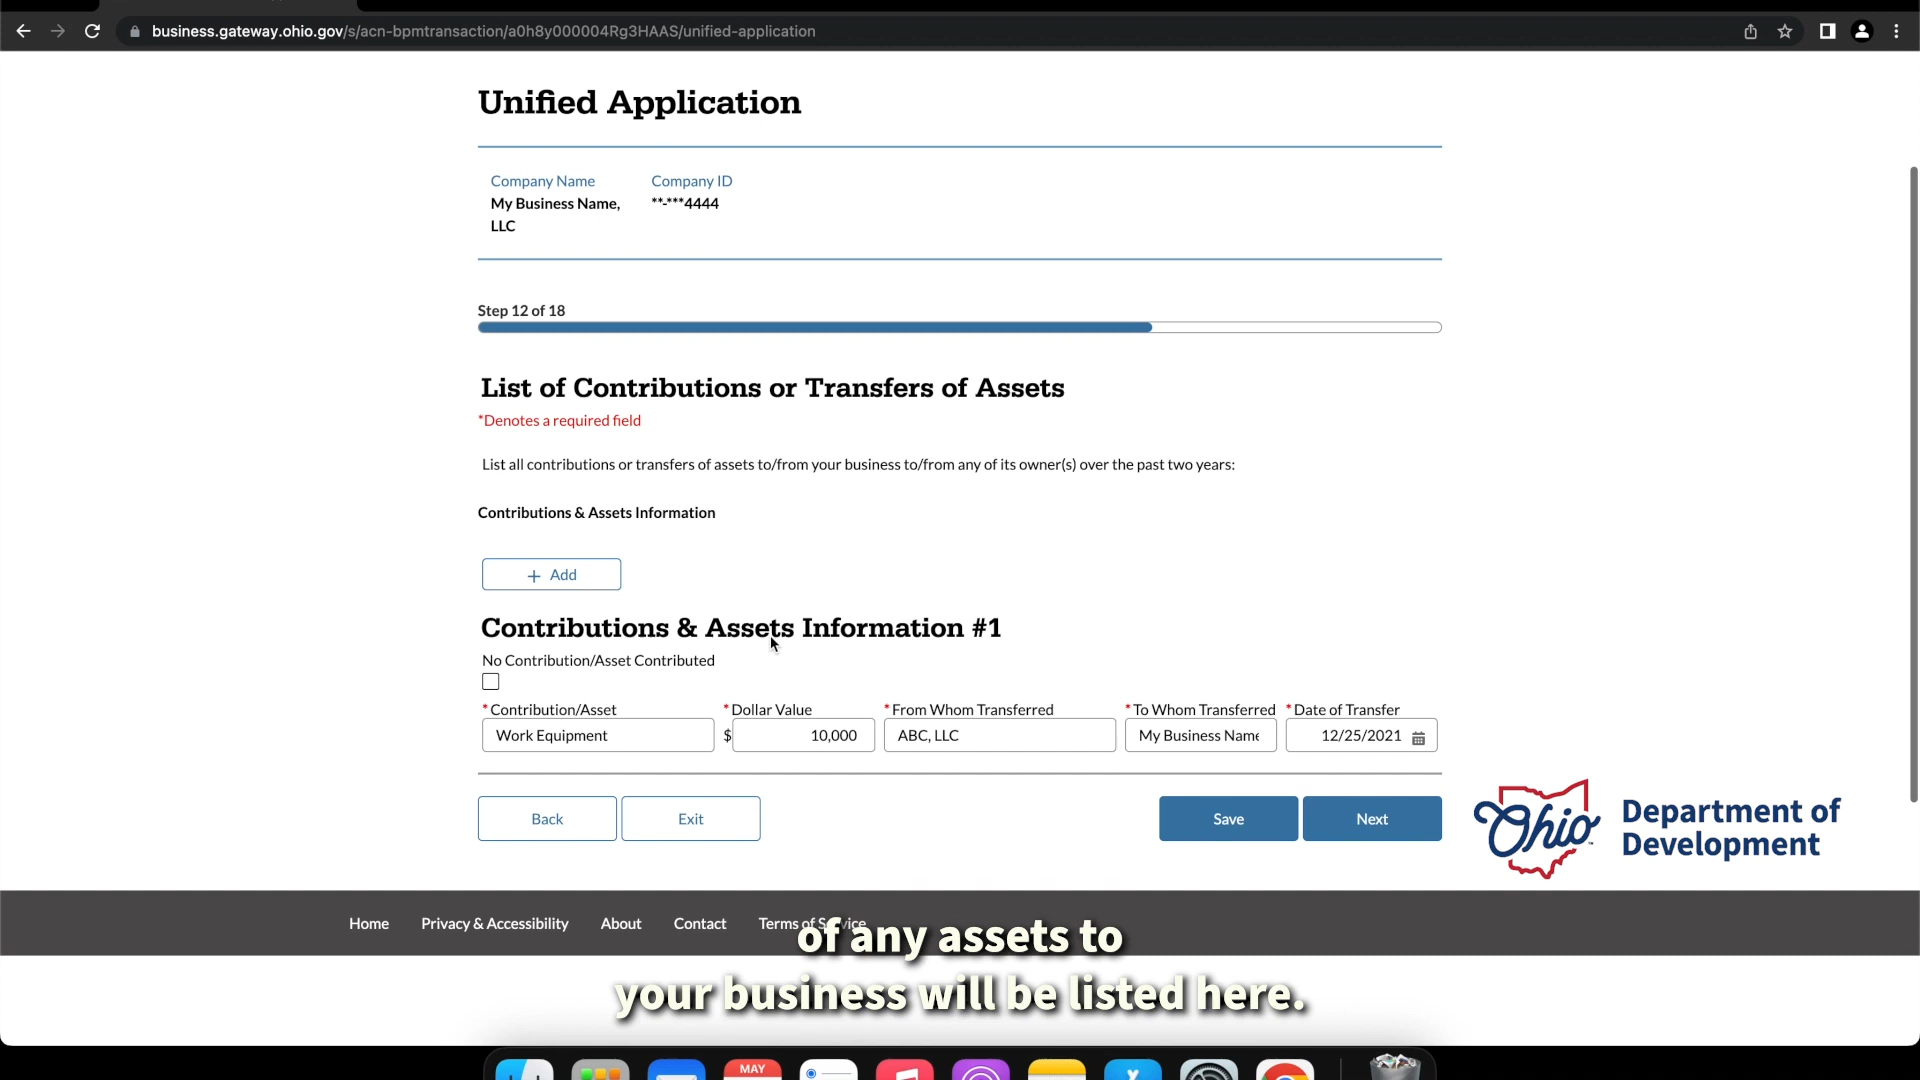 business.gateway.ohio.gov/s/acn-bpmtransaction/a0h8y000004Rg3HAAS/unified-application
Unified Application
Company Name Company ID
My Business Name, **-***4444
LLC
Step 12 of 18
List of Contributions or Transfers of Assets
*Denotes a required field
List all contributions or transfers of assets to/from your business to/from any of its owner(s) over the past two years:
Contributions & Assets Information
+ Add
Contributions & Assets Information #1
No Contribution/Asset Contributed
*Contribution/Asset *Dollar Value *From Whom Transferred *To Whom Transferred *Date of Transfer
Work Equipment $ 10,000 ABC, LLC My Business Name 12/25/2021
Back Exit Save Next
Ohio Department of
Development
Home Privacy & Accessibility About Contact Terms of Service
of any assets to
your business will be listed here.
MAY